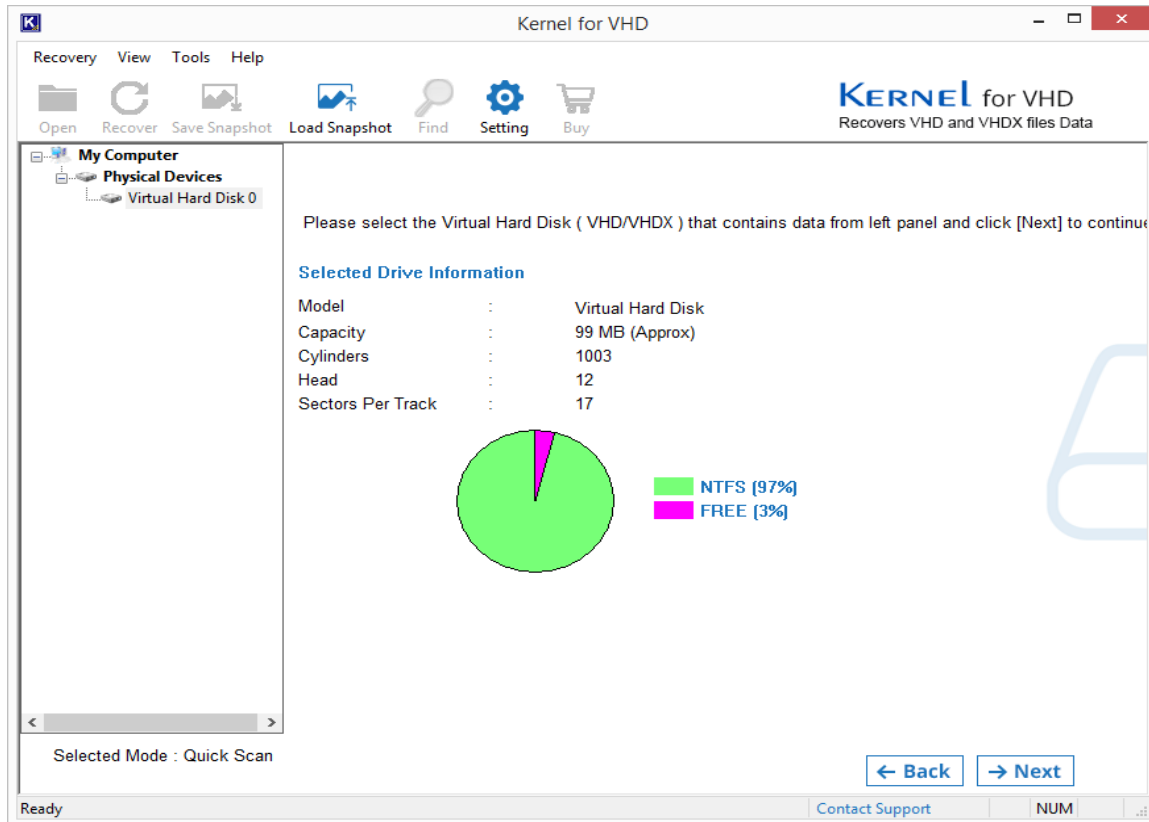 Kernel for VHD
Recovery View Tools Help
Open Recover Save Snapshot Load Snapshot Find Setting Buy
KERNEL for VHD
Recovers VHD and VHDX files Data
My Computer
Physical Devices
Virtual Hard Disk 0
Please select the Virtual Hard Disk ( VHD/VHDX ) that contains data from left panel and click [Next] to continue
Selected Drive Information
Model : Virtual Hard Disk
Capacity : 99 MB (Approx)
Cylinders : 1003
Head : 12
Sectors Per Track : 17
NTFS (97%)
FREE (3%)
Selected Mode : Quick Scan
← Back → Next
Ready Contact Support NUM